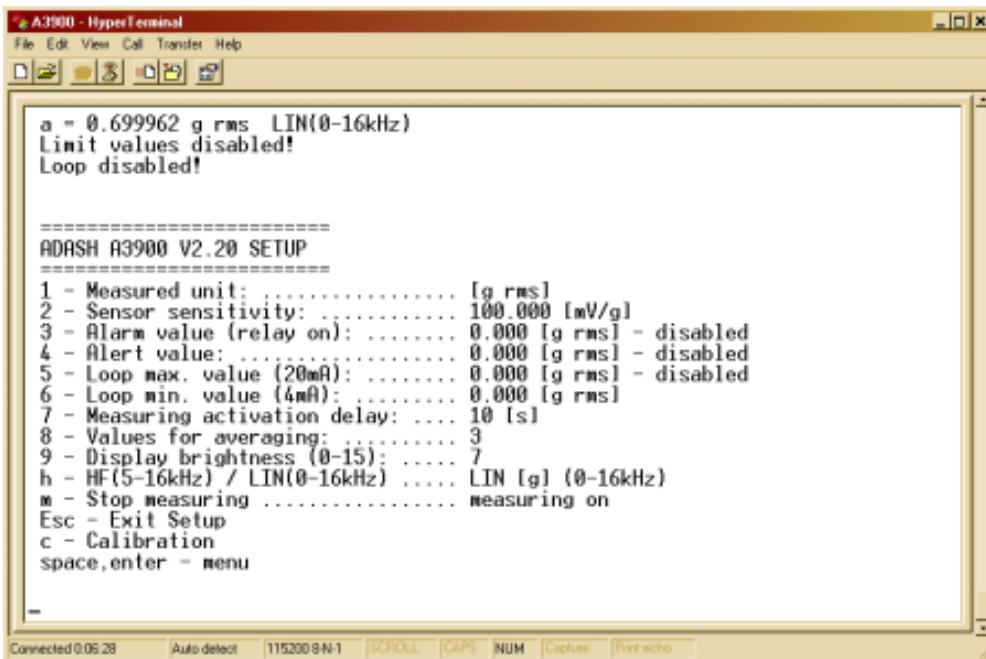 A3900 - HyperTerminal
File Edit View Call Transfer Help
a = 0.699962 g rms LIN(0-16kHz)
Limit values disabled!
Loop disabled!
==========================
ADASH A3900 V2.20 SETUP
==========================
1 - Measured unit: ................. [g rms]
2 - Sensor sensitivity: ............ 100.000 [mV/g]
3 - Alarm value (relay on): ........ 0.000 [g rms] - disabled
4 - Alert value: ................... 0.000 [g rms] - disabled
5 - Loop max. value (20mA): ........ 0.000 [g rms] - disabled
6 - Loop min. value (4mA): ......... 0.000 [g rms]
7 - Measuring activation delay: .... 10 [s]
8 - Values for averaging: .......... 3
9 - Display brightness (0-15): ..... 7
h - HF(5-16kHz) / LIN(0-16kHz) ..... LIN [g] (0-16kHz)
m - Stop measuring ................. measuring on
Esc - Exit Setup
c - Calibration
space,enter - menu
_
Connected 0:06:28 Auto detect 115200 8-N-1 SCROLL CAPS NUM Capture Print echo